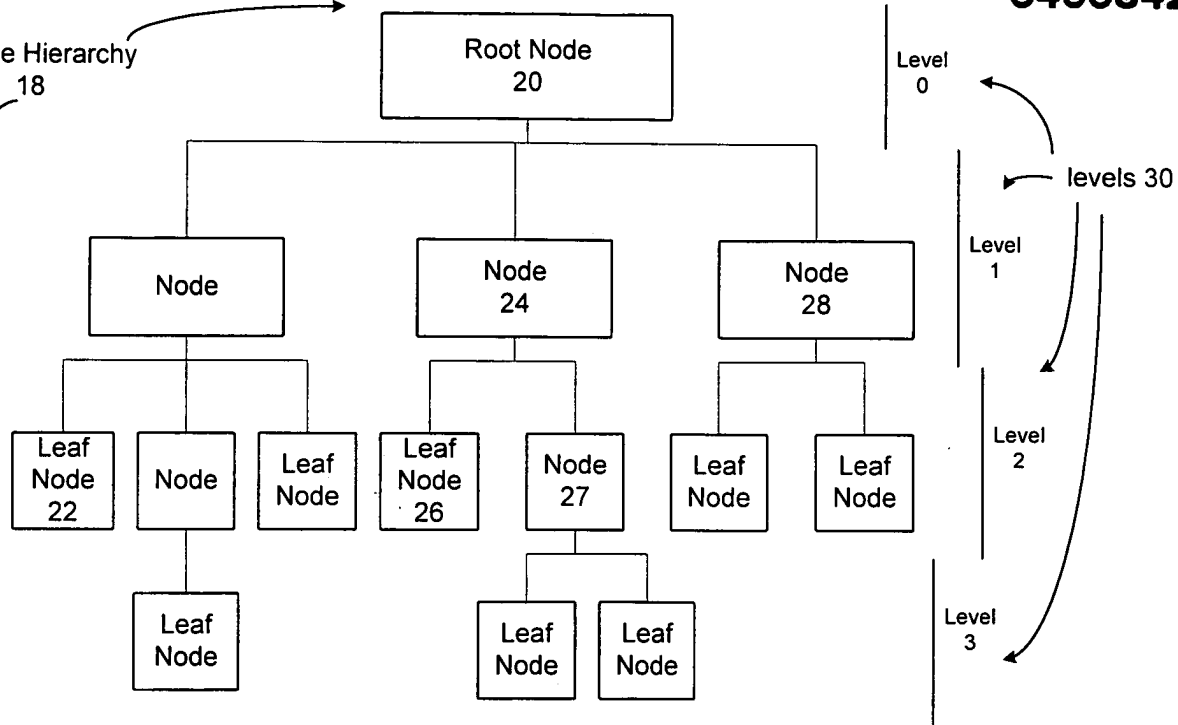 e Hierarchy
18
Root Node
20
Level
0
levels 30
Node
Node
24
Node
28
Level
1
Leaf
Node
22
Node
Leaf
Node
Leaf
Node
26
Node
27
Leaf
Node
Leaf
Node
Level
2
Leaf
Node
Leaf
Node
Leaf
Node
Level
3